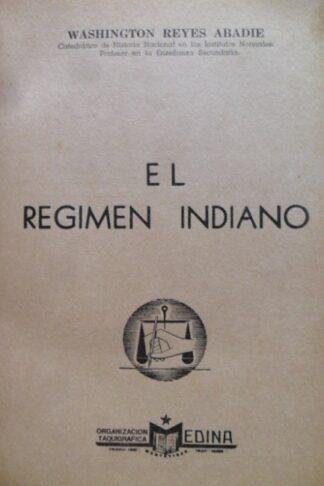 WASHINGTON REYES ABADIE
Catedrático de Historia Nacional en los Institutos Normales.
Profesor en la Enseñanza Secundaria.
EL
REGIMEN INDIANO
ORGANIZACION
TAQUIGRAFICA
MEDINA
MONTEVIDEO